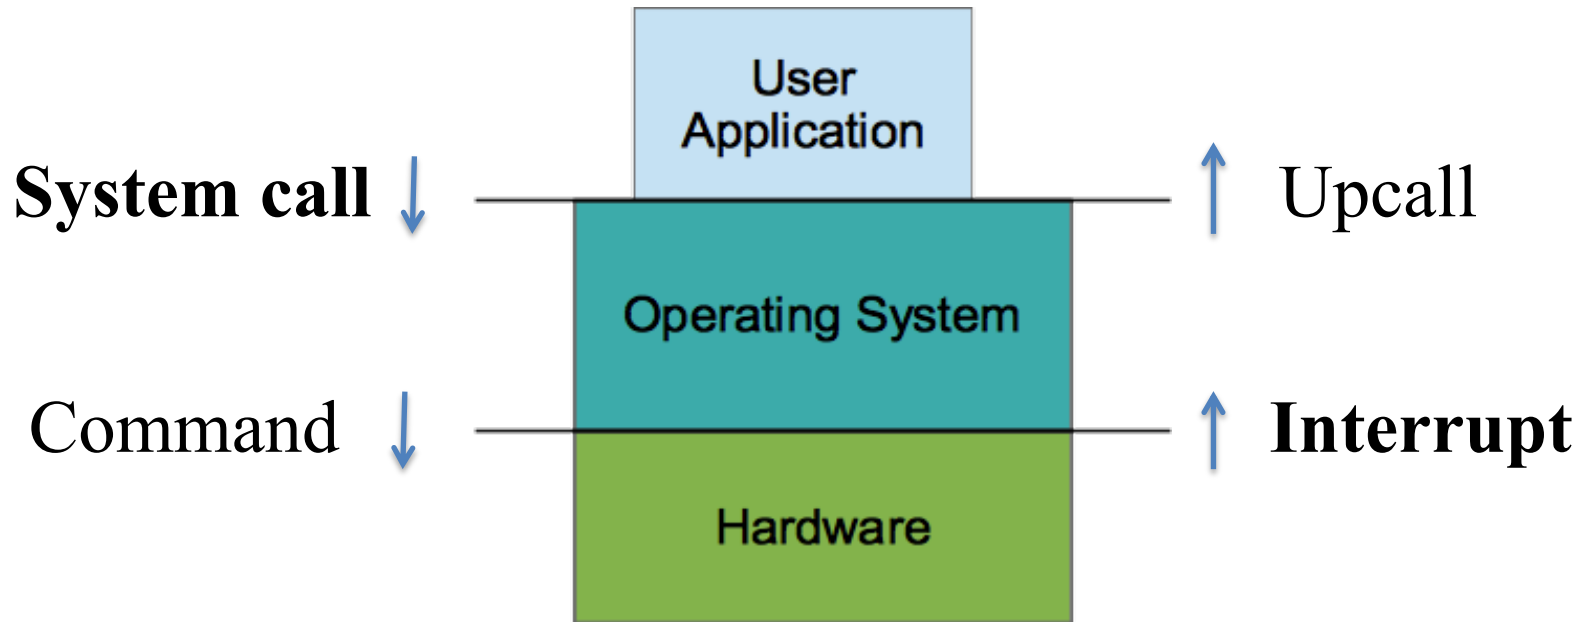 User
Application
System call
Upcall
Operating System
Command
Interrupt
Hardware